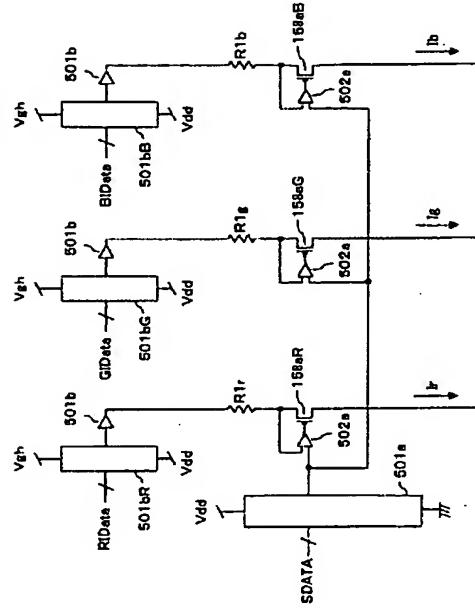 Vgh
501b
BIData
501bB
Vdd
R1b
158aB
502a
Ib
Vgh
501b
GIData
501bG
Vdd
R1g
158aG
502a
Ig
Vgh
501b
RIData
501bR
Vdd
R1r
158aR
502a
Ir
Vdd
SDATA
501a